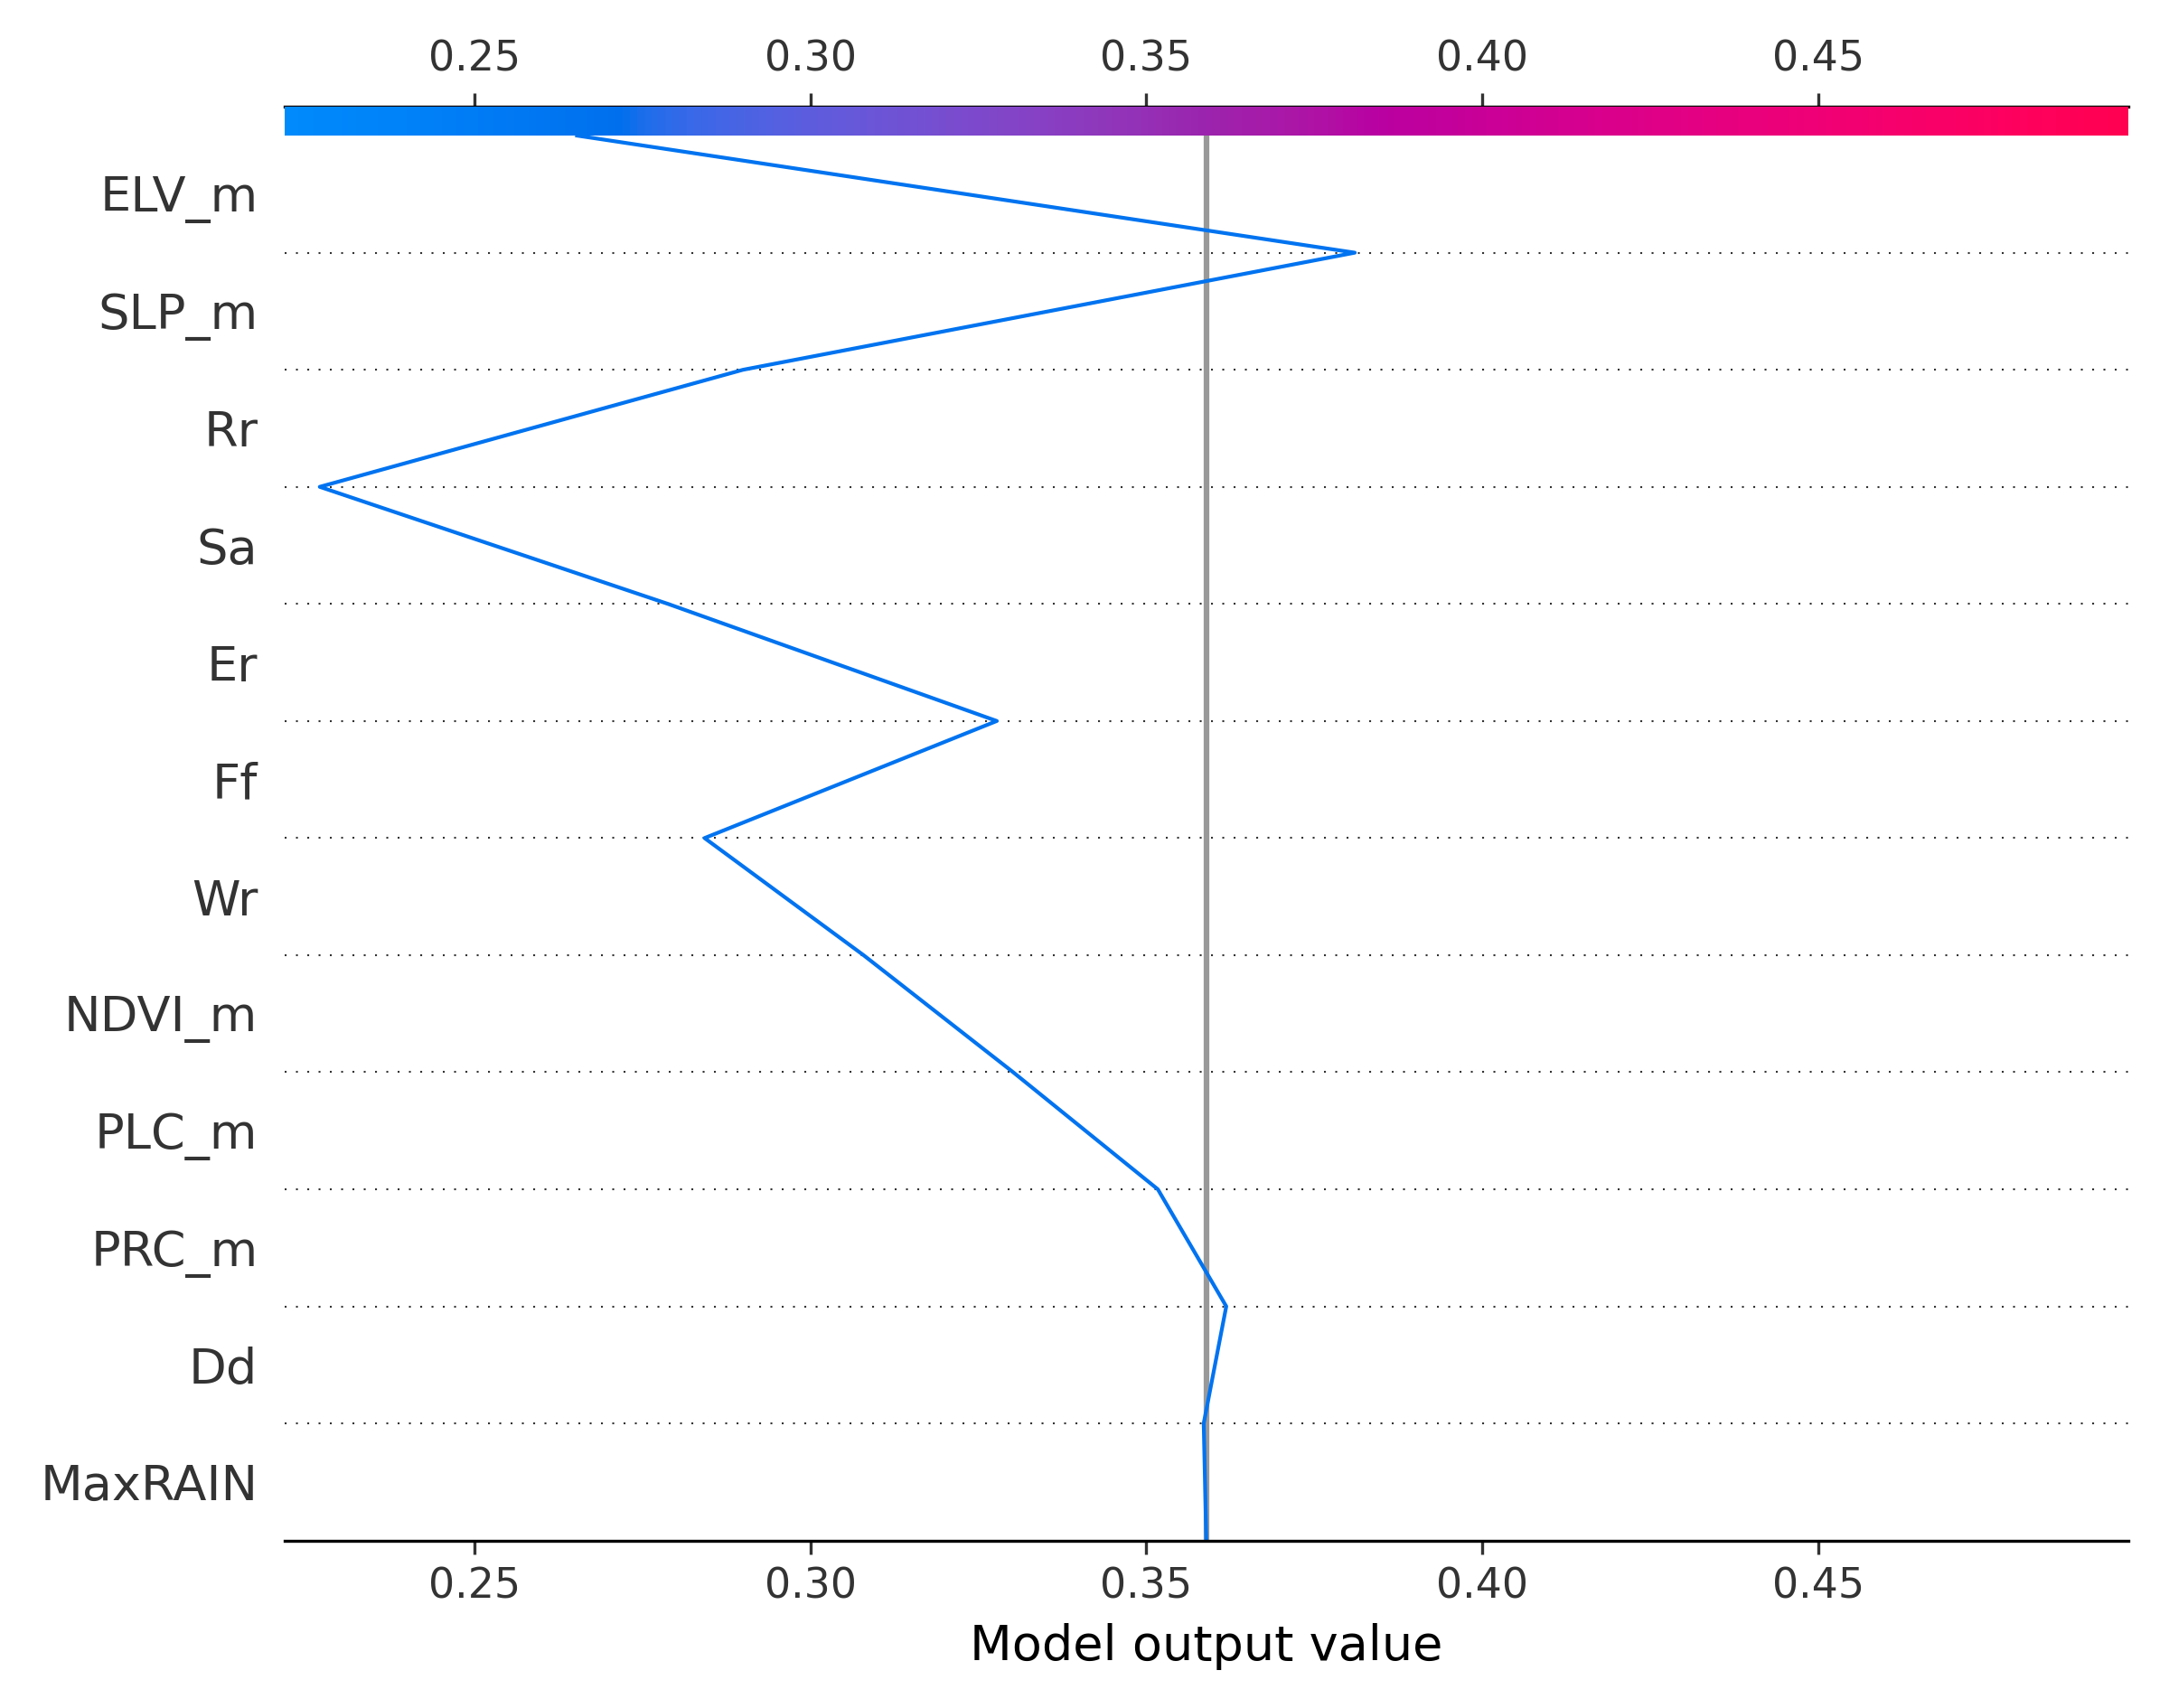 0.25 0.30 0.35 0.40 0.45
ELV_m
SLP_m
Rr
Sa
Er
Ff
Wr
NDVI_m
PLC_m
PRC_m
Dd
MaxRAIN
0.25 0.30 0.35 0.40 0.45
Model output value